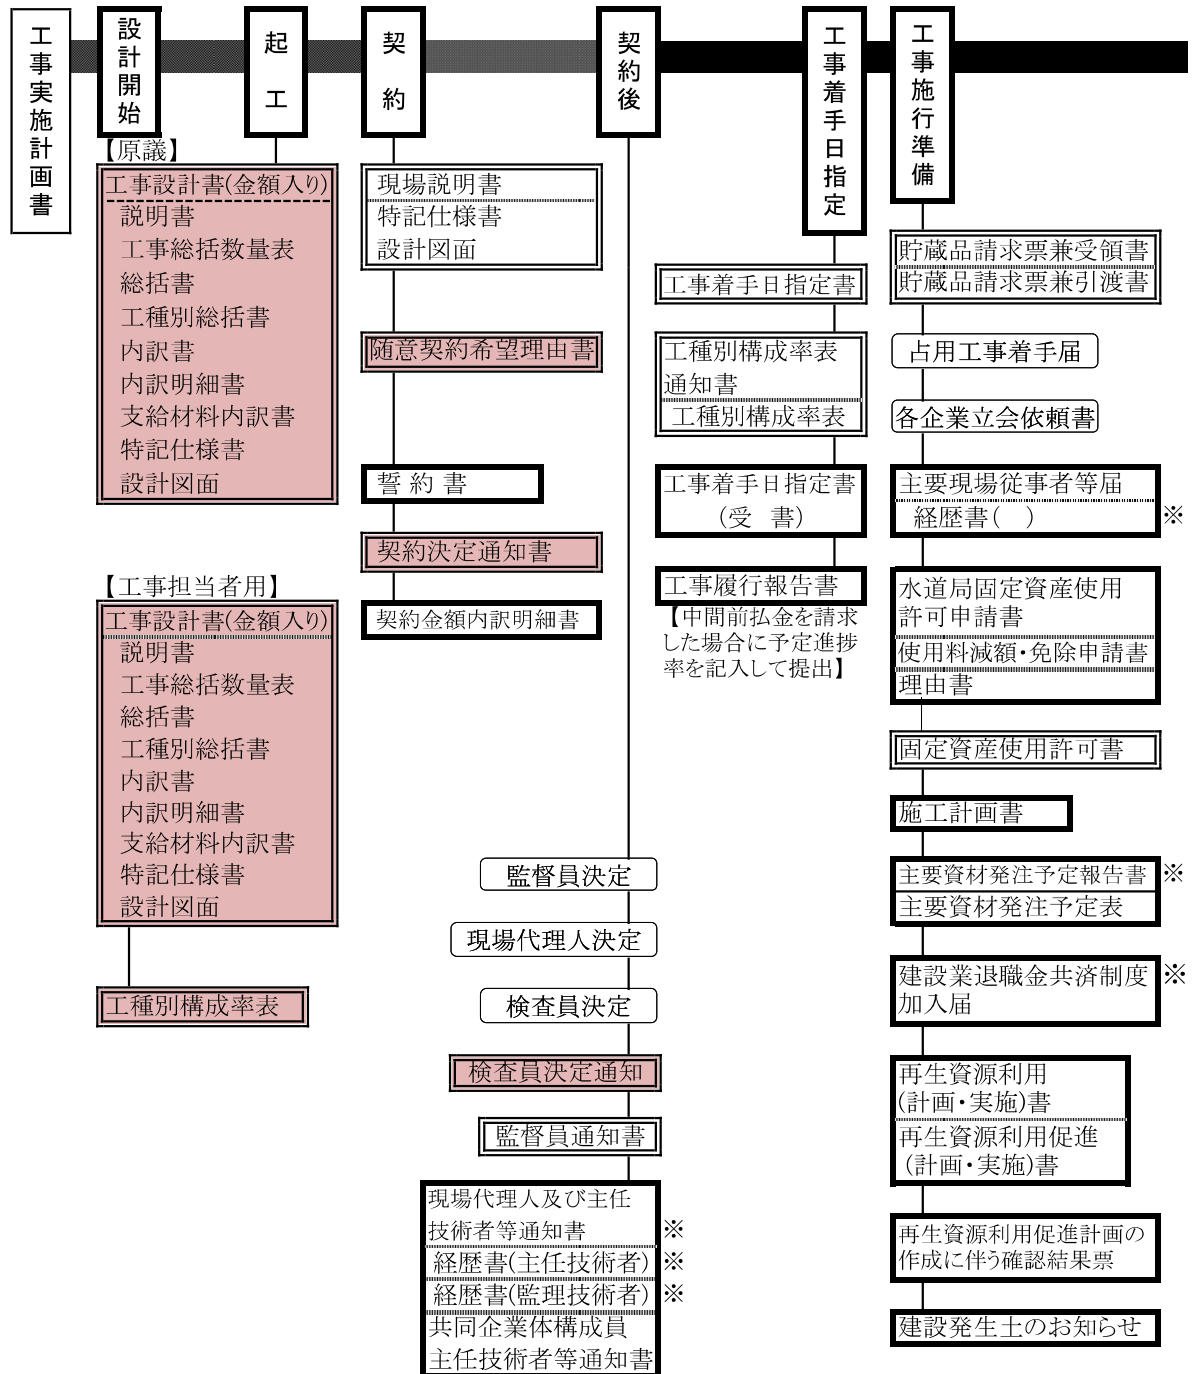 工事実施計画書
設計開始
起工
契約
契約後
工事着手日指定
工事施行準備
【原議】
工事設計書(金額入り)
説明書
工事総括数量表
総括書
工種別総括書
内訳書
内訳明細書
支給材料内訳書
特記仕様書
設計図面
【工事担当者用】
工事設計書(金額入り)
説明書
工事総括数量表
総括書
工種別総括書
内訳書
内訳明細書
支給材料内訳書
特記仕様書
設計図面
工種別構成率表
現場説明書
特記仕様書
設計図面
随意契約希望理由書
誓約書
契約決定通知書
契約金額内訳明細書
監督員決定
現場代理人決定
検査員決定
検査員決定通知
監督員通知書
現場代理人及び主任
技術者等通知書 ※
経歴書(主任技術者) ※
経歴書(監理技術者) ※
共同企業体構成員
主任技術者等通知書
工事着手日指定書
工種別構成率表
通知書
工種別構成率表
工事着手日指定書
(受 書)
工事履行報告書
【中間前払金を請求
した場合に予定進捗
率を記入して提出】
貯蔵品請求票兼受領書
貯蔵品請求票兼引渡書
占用工事着手届
各企業立会依頼書
主要現場従事者等届
経歴書( ) ※
水道局固定資産使用
許可申請書
使用料減額・免除申請書
理由書
固定資産使用許可書
施工計画書
主要資材発注予定報告書 ※
主要資材発注予定表
建設業退職金共済制度 ※
加入届
再生資源利用
(計画・実施)書
再生資源利用促進
(計画・実施)書
再生資源利用促進計画の
作成に伴う確認結果票
建設発生土のお知らせ